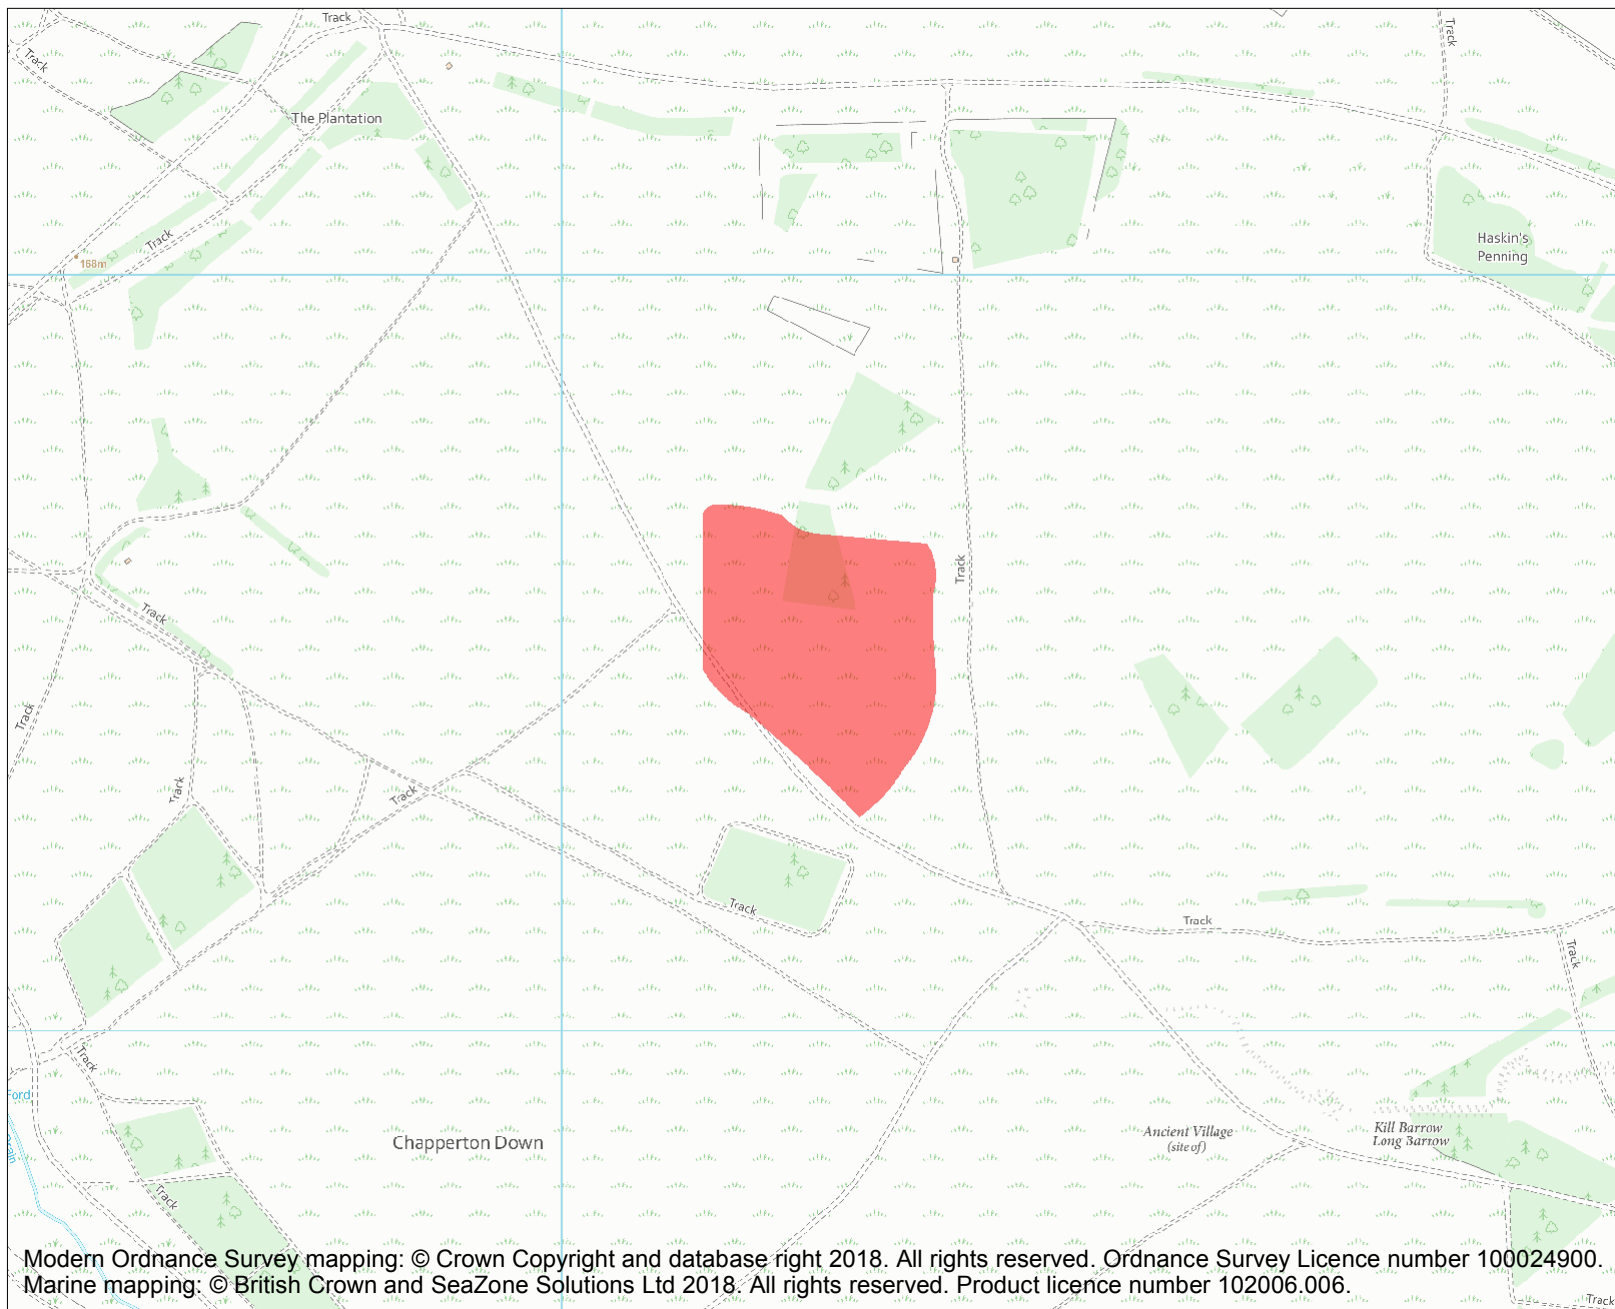 Track
Track
Track
The Plantation
Track
168m
Haskin's
Penning
Track
Track
Track
Track
Track
Track
Track
Track
Track
Ford
Drain
Ancient Village
(site of)
Kill Barrow
Long Barrow
Chapperton Down
Track
Modern Ordnance Survey mapping: © Crown Copyright and database right 2018. All rights reserved. Ordnance Survey Licence number 100024900.
Marine mapping: © British Crown and SeaZone Solutions Ltd 2018. All rights reserved. Product licence number 102006.006.
Track